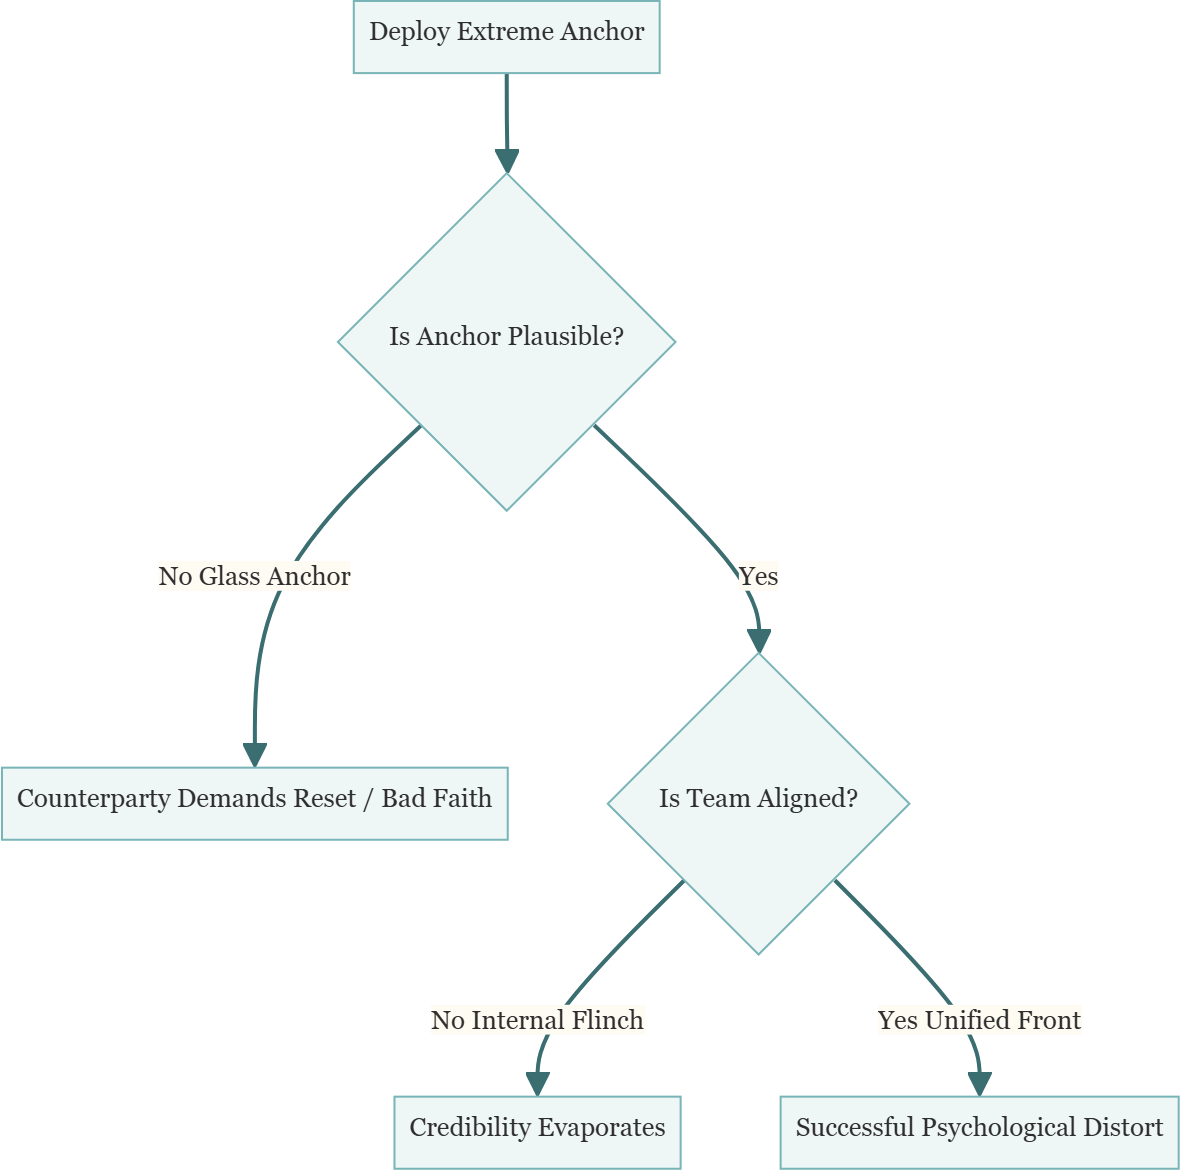 Deploy Extreme Anchor
Is Anchor Plausible?
No Glass Anchor
Yes
Counterparty Demands Reset / Bad Faith
Is Team Aligned?
No Internal Flinch
Yes Unified Front
Credibility Evaporates
Successful Psychological Distort